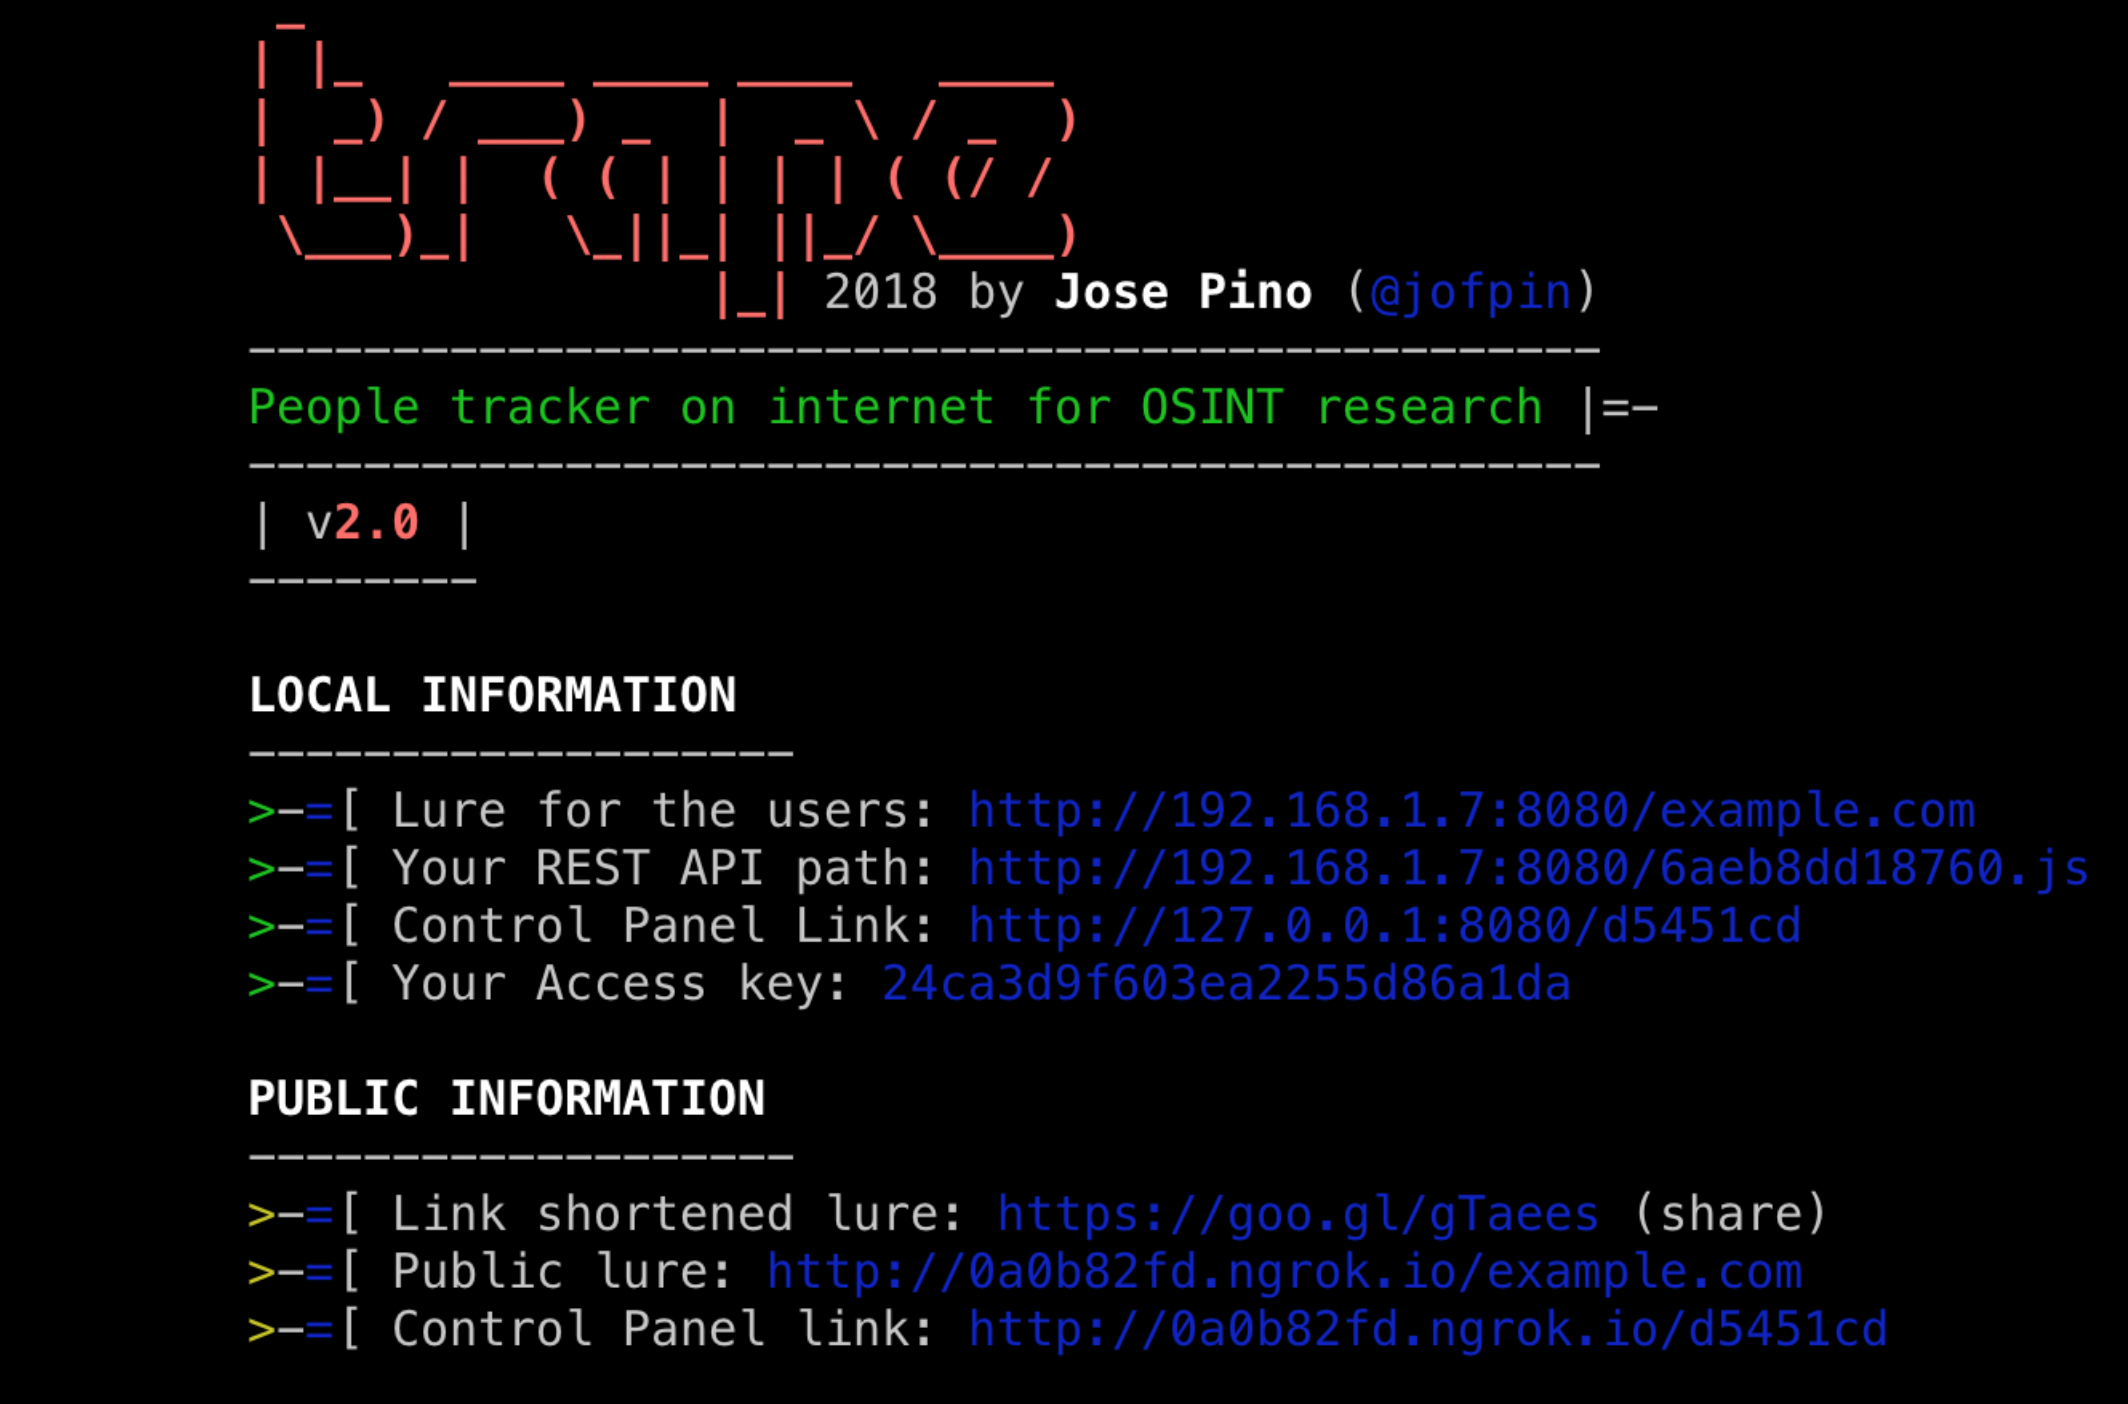 trape
2018 by Jose Pino (@jofpin)
-----------------------------------------------
People tracker on internet for OSINT research |=-
-----------------------------------------------
| v2.0 |
--------
LOCAL INFORMATION
-------------------
>-=[ Lure for the users: http://192.168.1.7:8080/example.com
>-=[ Your REST API path: http://192.168.1.7:8080/6aeb8dd18760.js
>-=[ Control Panel Link: http://127.0.0.1:8080/d5451cd
>-=[ Your Access key: 24ca3d9f603ea2255d86a1da
PUBLIC INFORMATION
-------------------
>-=[ Link shortened lure: https://goo.gl/gTaees (share)
>-=[ Public lure: http://0a0b82fd.ngrok.io/example.com
>-=[ Control Panel link: http://0a0b82fd.ngrok.io/d5451cd